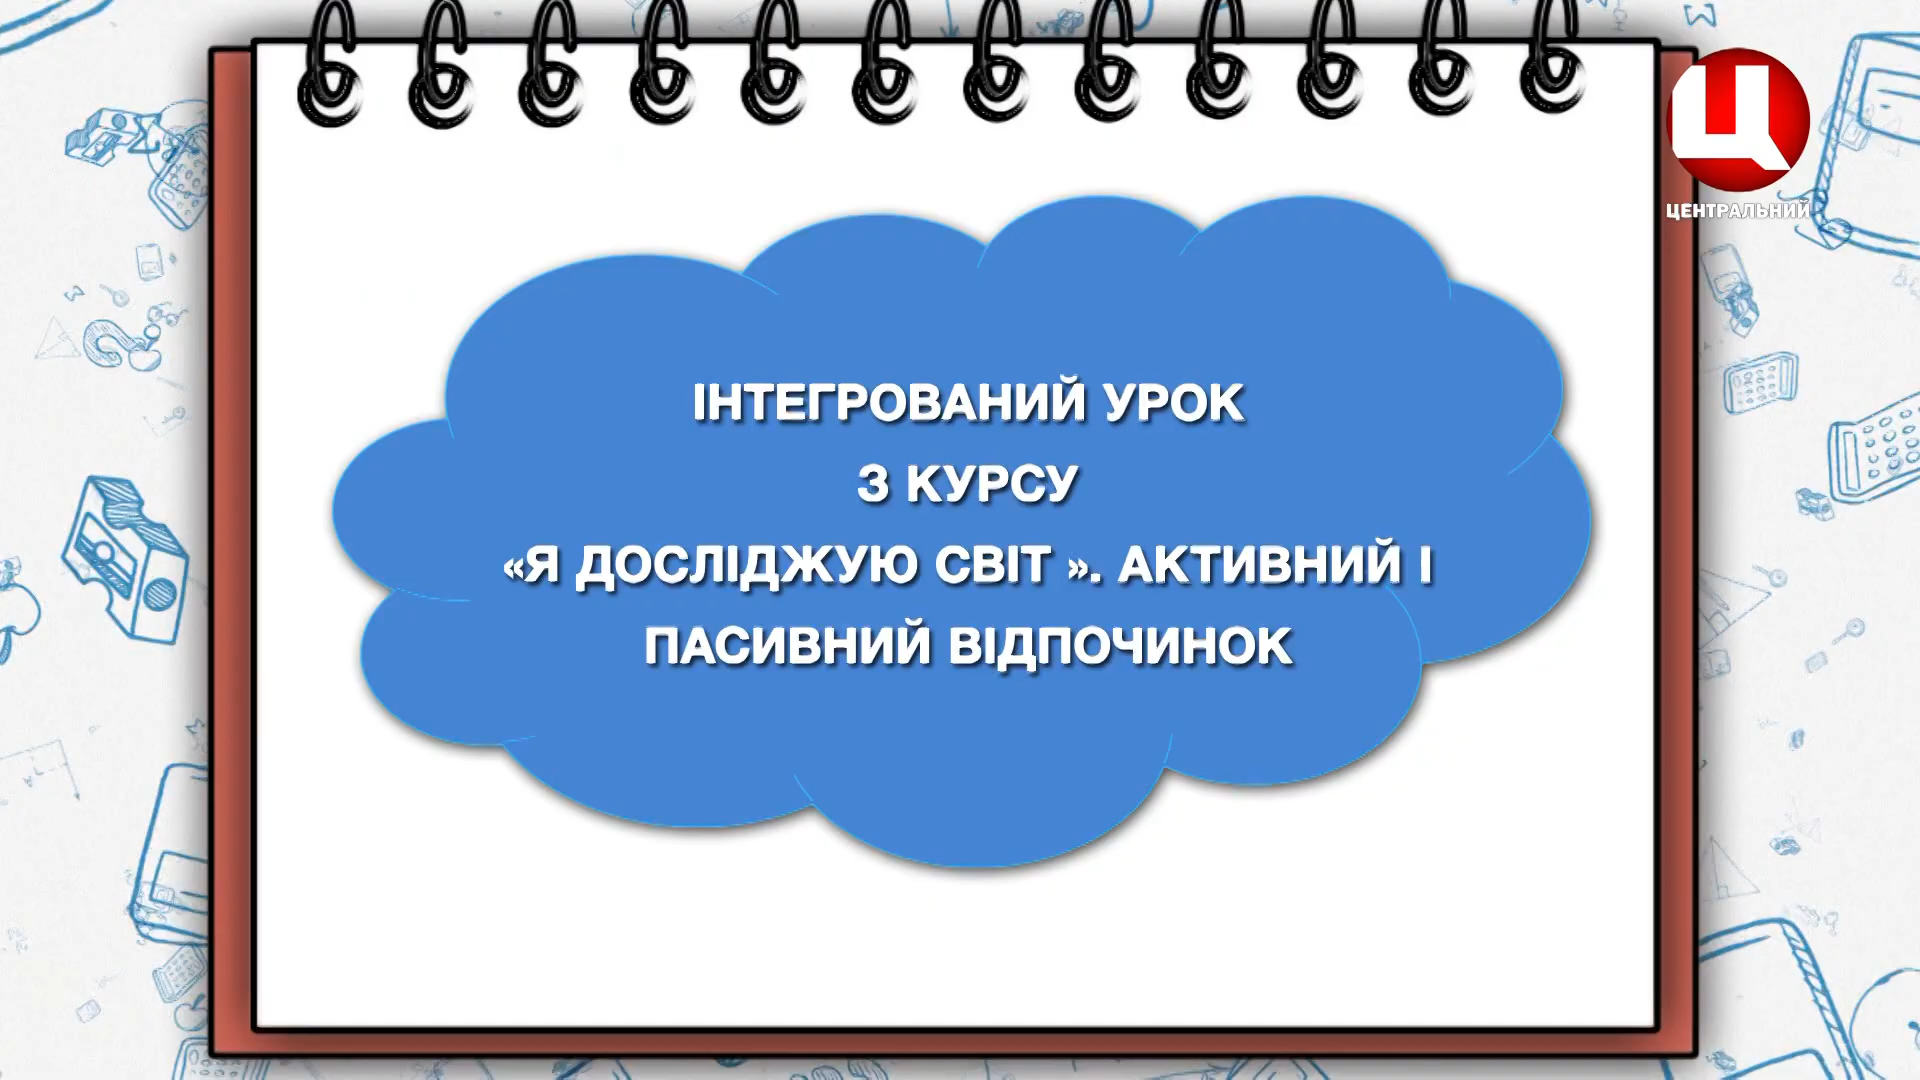 Ц
ЦЕНТРАЛЬНИЙ
ІНТЕГРОВАНИЙ УРОК
З КУРСУ
«Я ДОСЛІДЖУЮ СВІТ ». АКТИВНИЙ І
ПАСИВНИЙ ВІДПОЧИНОК